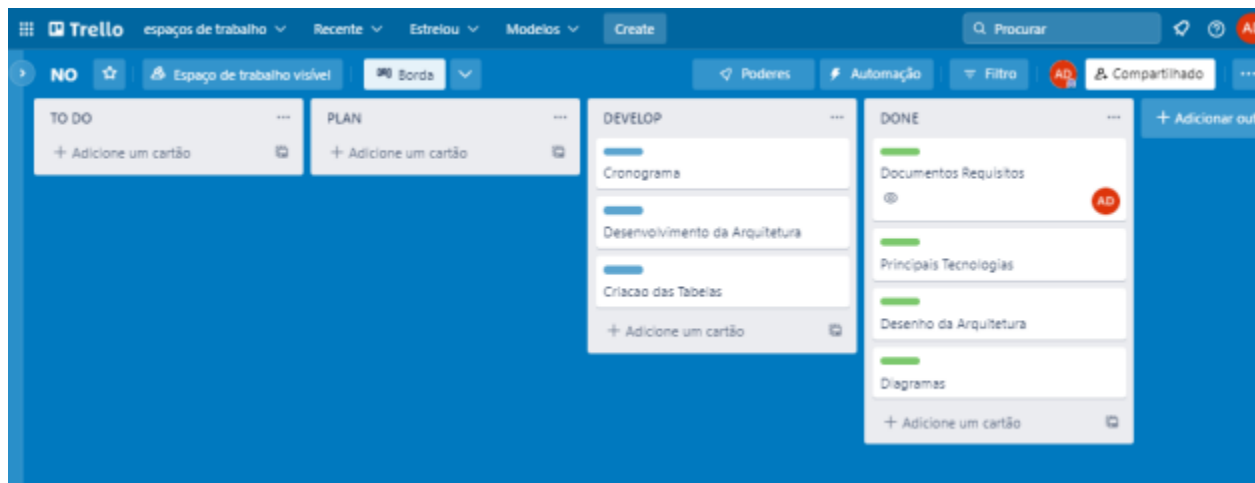 Trello espaços de trabalho Recente Estrelou Modelos Create Procurar
NO Espaço de trabalho visível Borda Poderes Automação Filtro AD Compartilhado
TO DO
+ Adicione um cartão
PLAN
+ Adicione um cartão
DEVELOP
Cronograma
Desenvolvimento da Arquitetura
Criacao das Tabelas
+ Adicione um cartão
DONE
Documentos Requisitos
AD
Principais Tecnologias
Desenho da Arquitetura
Diagramas
+ Adicione um cartão
+ Adicionar out